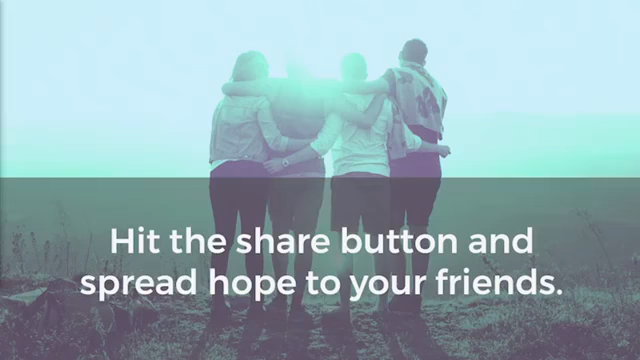 Hit the share button and
spread hope to your friends.